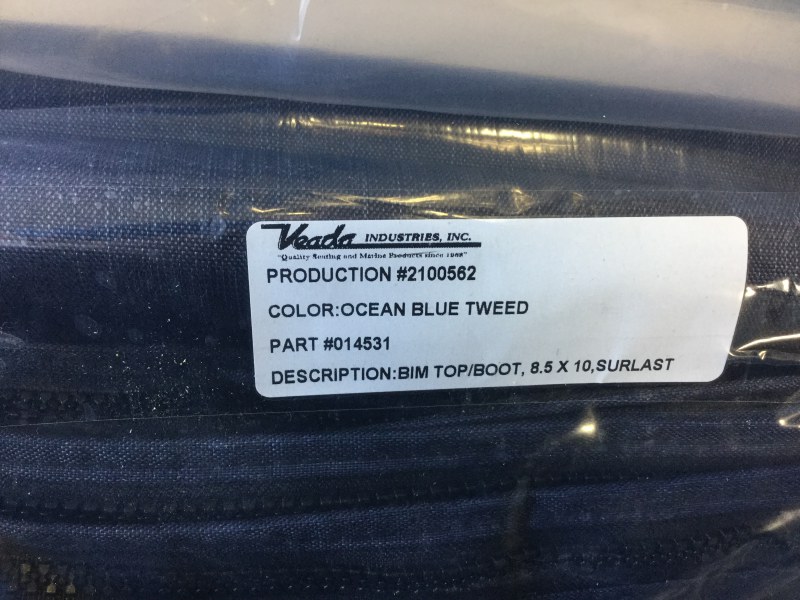 Veada INDUSTRIES, INC.
"Quality Seating and Marine Products since 1968"
PRODUCTION #2100562
COLOR:OCEAN BLUE TWEED
PART #014531
DESCRIPTION:BIM TOP/BOOT, 8.5 X 10,SURLAST